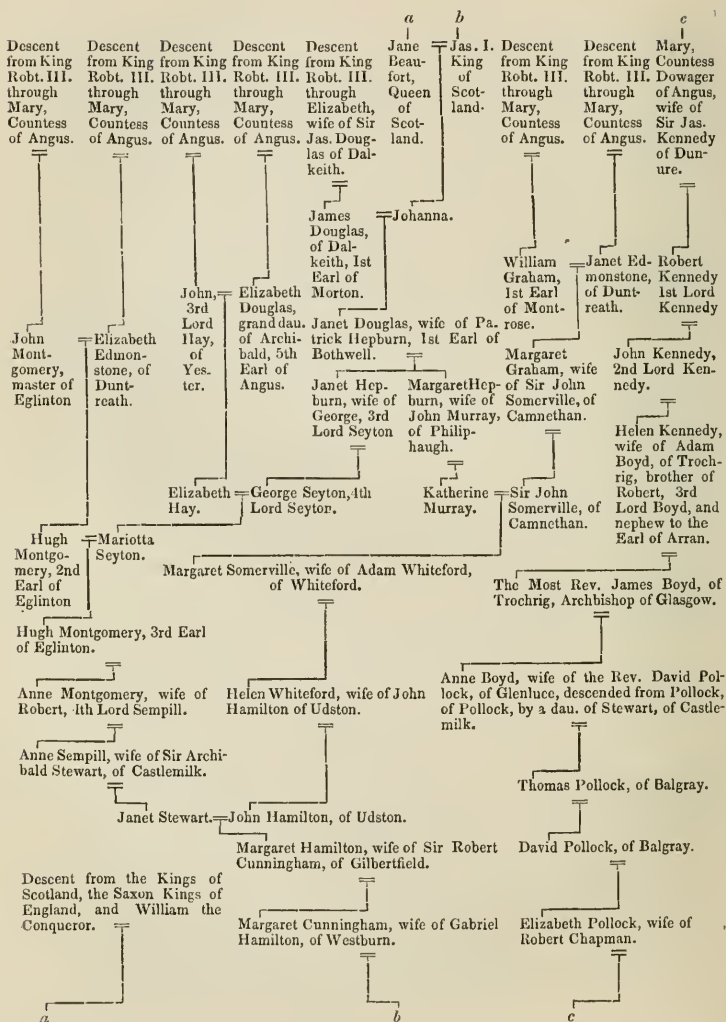 a
b
c
Descent
from King
Robt. III.
through
Mary,
Countess
of Angus.
Descent
from King
Robt. III.
through
Mary,
Countess
of Angus.
Descent
from King
Robt. III.
through
Mary,
Countess
of Angus.
Descent
from King
Robt. III.
through
Mary,
Countess
of Angus.
Descent
from King
Robt. III.
through
Elizabeth,
wife of Sir
Jas. Doug-
las of Dal-
keith.
Jane
Beau-
fort,
Queen
of
Scot-
land.
Jas. I.
King
of
Scot-
land.
Descent
from King
Robt. III.
through
Mary,
Countess
of Angus.
Descent
from King
Robt. III.
through
Mary,
Countess
of Angus.
Mary,
Countess
Dowager
of Angus,
wife of
Sir Jas.
Kennedy
of Dun-
ure.
James
Douglas,
of Dal-
keith, 1st
Earl of
Morton.
Johanna.
William
Graham,
1st Earl
of Mont-
rose.
Janet Ed-
monstone,
of Dunt-
reath.
Robert
Kennedy
1st Lord
Kennedy
John
Mont-
gomery,
master of
Eglinton
Elizabeth
Edmon-
stone, of
Dunt-
reath.
John,
3rd
Lord
Hay,
of
Yes-
ter.
Elizabeth
Douglas,
grand dau.
of Archi-
bald, 5th
Earl of
Angus.
Janet Douglas, wife of Pa-
trick Hepburn, 1st Earl of
Bothwell.
Margaret
Graham, wife
of Sir John
Somerville, of
Camnethan.
John Kennedy,
2nd Lord Ken-
nedy.
Janet Hep-
burn, wife of
George, 3rd
Lord Seyton
Margaret Hep-
burn, wife of
John Murray,
of Philip-
haugh.
Helen Kennedy,
wife of Adam
Boyd, of Troch-
rig, brother of
Robert, 3rd
Lord Boyd, and
nephew to the
Earl of Arran.
Elizabeth
Hay.
George Seyton, 4th
Lord Seyton.
Katherine
Murray.
Sir John
Somerville, of
Camnethan.
Hugh
Montgo-
mery, 2nd
Earl of
Eglinton
Mariotta
Seyton.
Margaret Somerville, wife of Adam Whiteford,
of Whiteford.
The Most Rev. James Boyd, of
Trochrig, Archbishop of Glasgow.
Hugh Montgomery, 3rd Earl
of Eglinton.
Anne Montgomery, wife of
Robert, 4th Lord Sempill.
Helen Whiteford, wife of John
Hamilton of Udston.
Anne Boyd, wife of the Rev. David Pol-
lock, of Glenluce, descended from Pollock,
of Pollock, by a dau. of Stewart, of Castle-
milk.
Anne Sempill, wife of Sir Archi-
bald Stewart, of Castlemilk.
Thomas Pollock, of Balgray.
Janet Stewart.
John Hamilton, of Udston.
Margaret Hamilton, wife of Sir Robert
Cunningham, of Gilbertfield.
David Pollock, of Balgray.
Descent from the Kings of
Scotland, the Saxon Kings of
England, and William the
Conqueror.
Margaret Cunningham, wife of Gabriel
Hamilton, of Westburn.
Elizabeth Pollock, wife of
Robert Chapman.
a
b
c